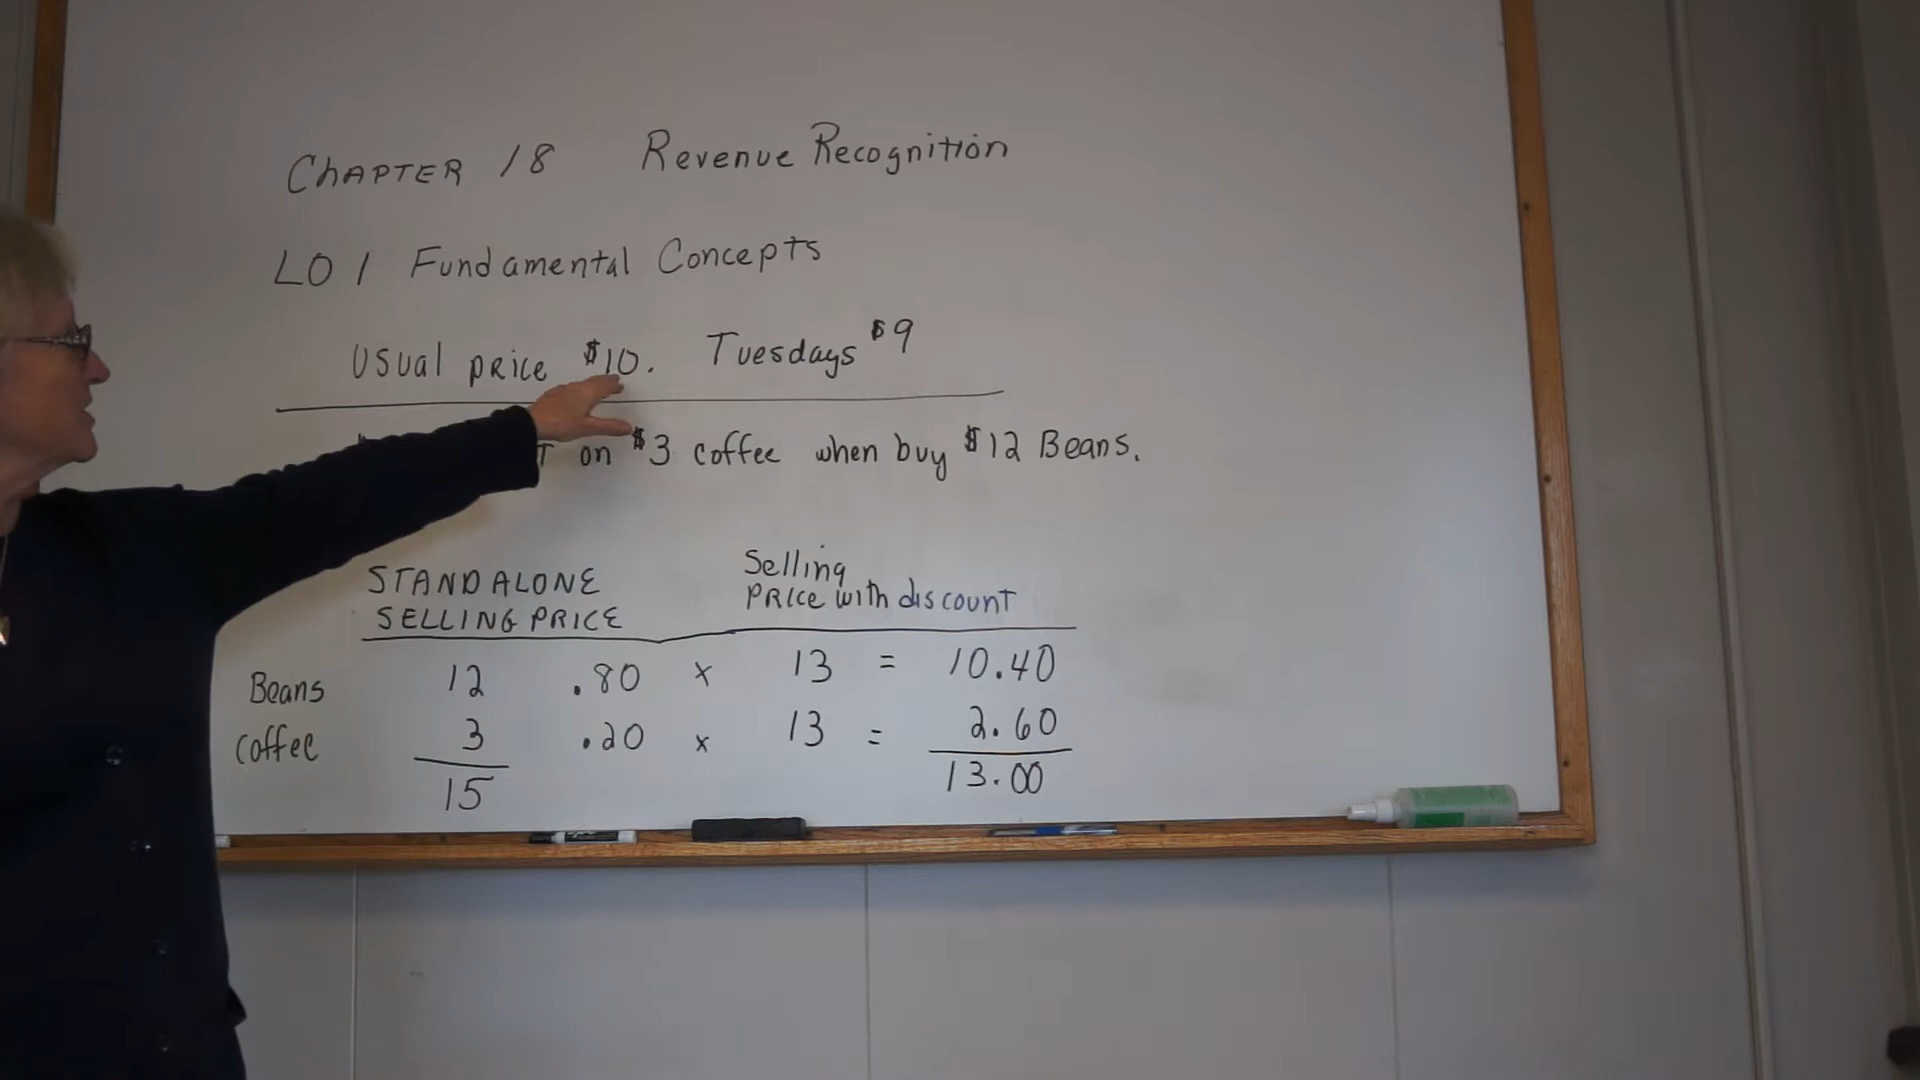 CHAPTER 18 Revenue Recognition
LO 1 Fundamental Concepts
Usual price $10. Tuesdays $9
on $3 coffee when buy $12 Beans.
STANDALONE SELLING PRICE
Selling PRICE with discount
Beans 12 .80 x 13 = 10.40
Coffee 3 .20 x 13 = 2.60
15 13.00